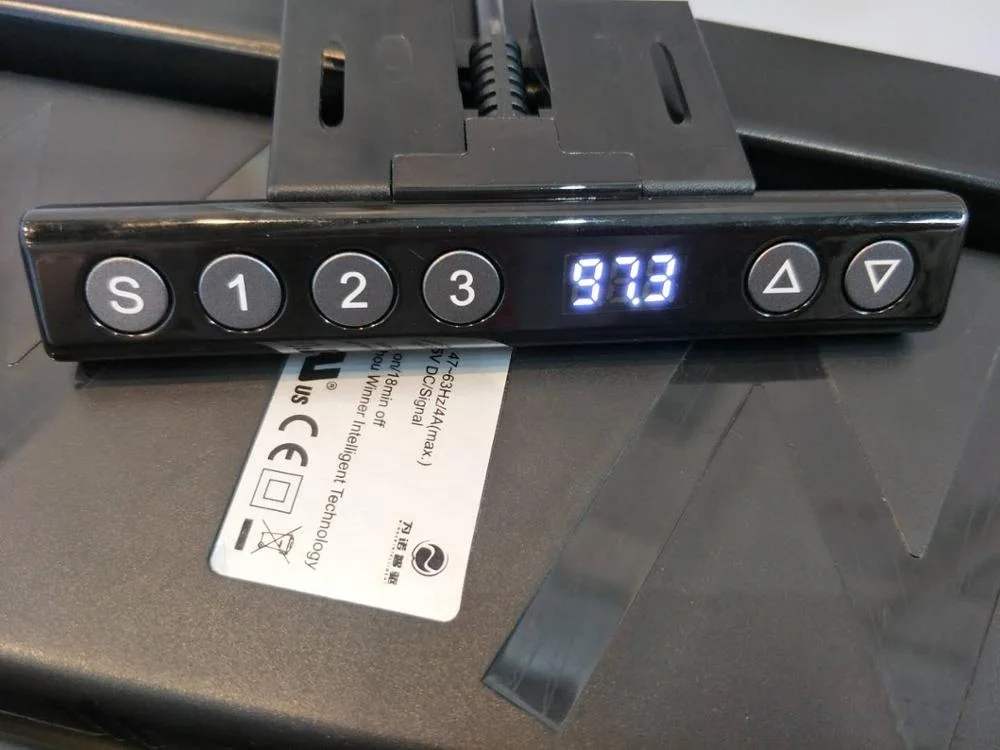 S 1 2 3 97.3
47~63Hz/4A(max.)
5V DC/Signal
on/18min off
hou Winner Intelligent Technology
® US CE